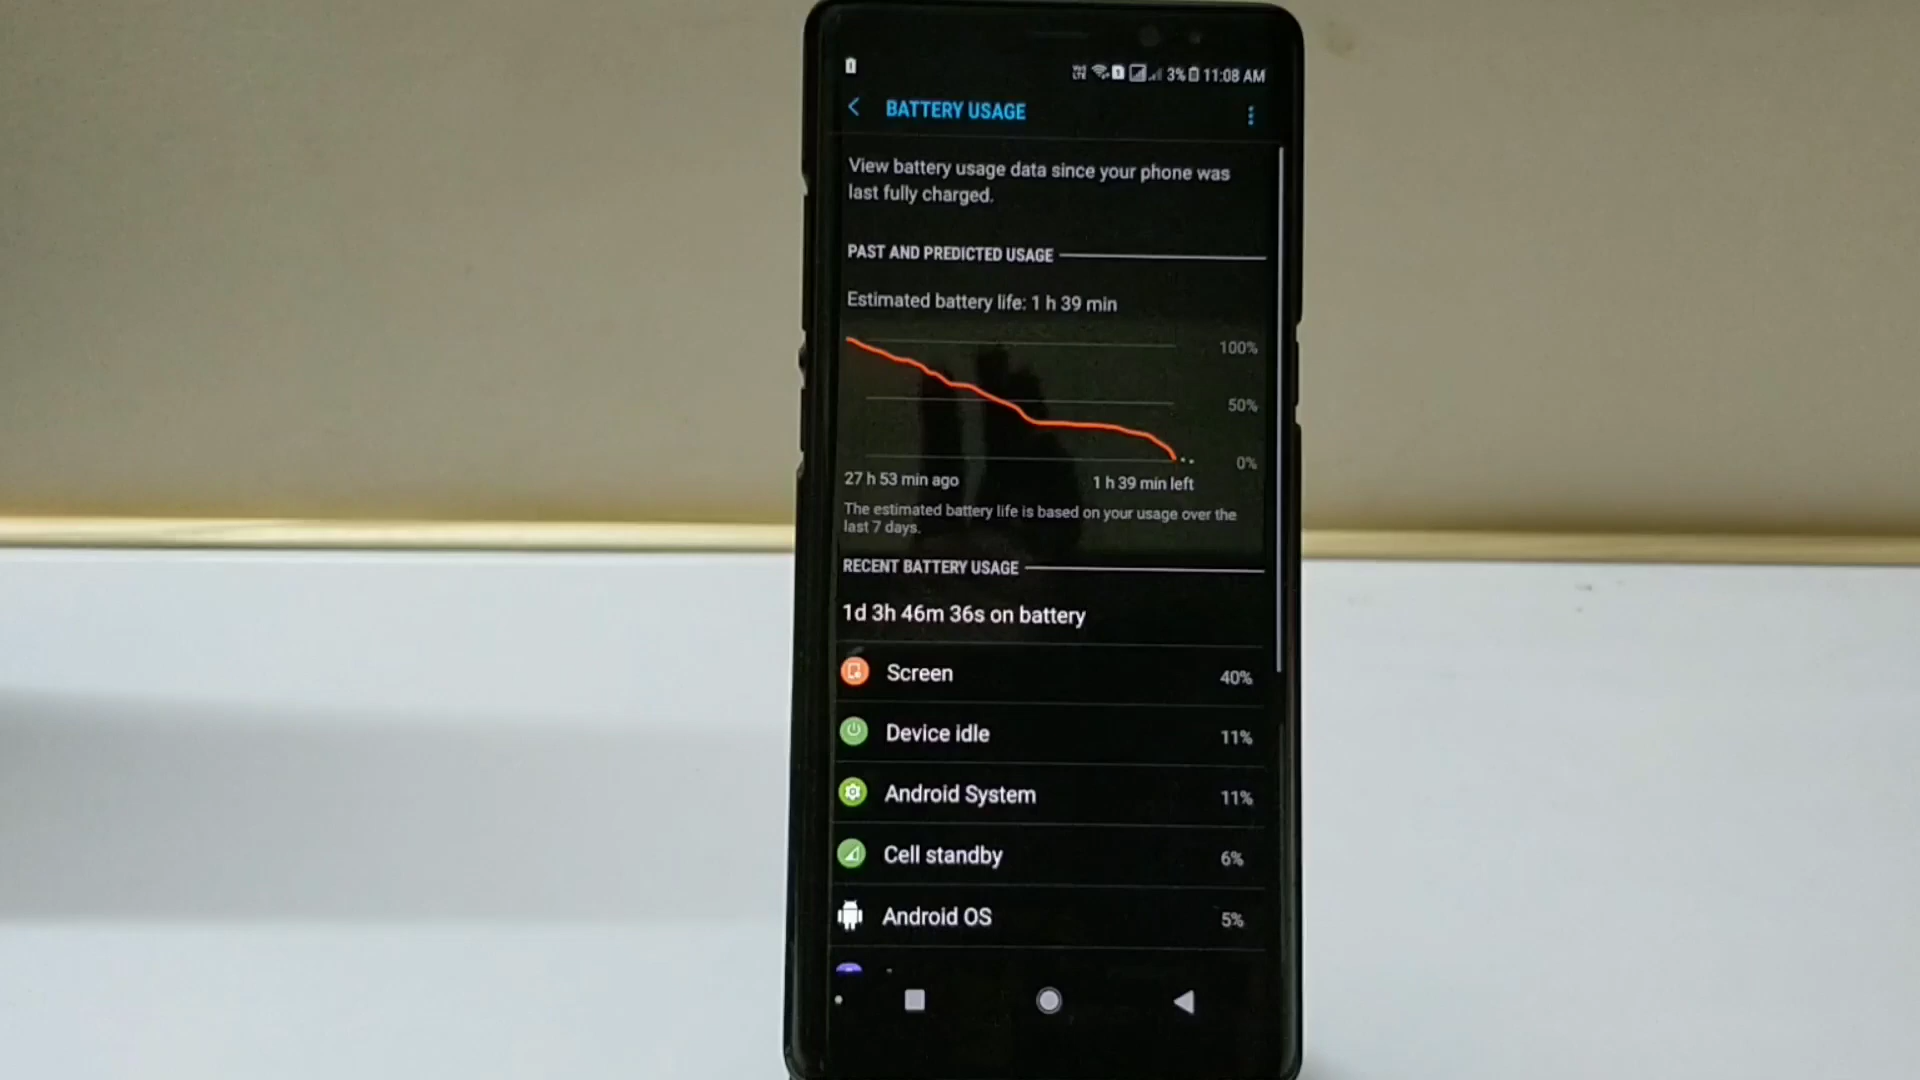 3% 11:08 AM
BATTERY USAGE
View battery usage data since your phone was
last fully charged.
PAST AND PREDICTED USAGE
Estimated battery life: 1 h 39 min
100%
50%
0%
27 h 53 min ago
1 h 39 min left
The estimated battery life is based on your usage over the
last 7 days.
RECENT BATTERY USAGE
1d 3h 46m 36s on battery
Screen 40%
Device idle 11%
Android System 11%
Cell standby 6%
Android OS 5%